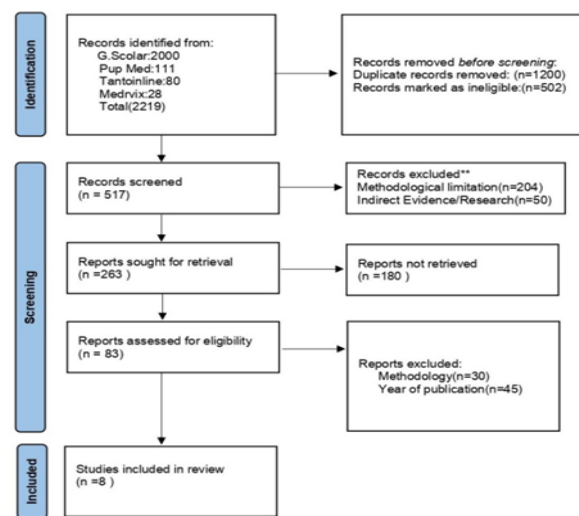 Identification
Records identified from:
G.Scolar:2000
Pup Med:111
Tantoinline:80
Medrvix:28
Total(2219)
Records removed before screening:
Duplicate records removed: (n=1200)
Records marked as ineligible:(n=502)
Screening
Records screened
(n = 517)
Records excluded**
Methodological limitation(n=204)
Indirect Evidence/Research(n=50)
Reports sought for retrieval
(n =263 )
Reports not retrieved
(n =180 )
Reports assessed for eligibility
(n = 83)
Reports excluded:
Methodology(n=30)
Year of publication(n=45)
Included
Studies included in review
(n =8 )